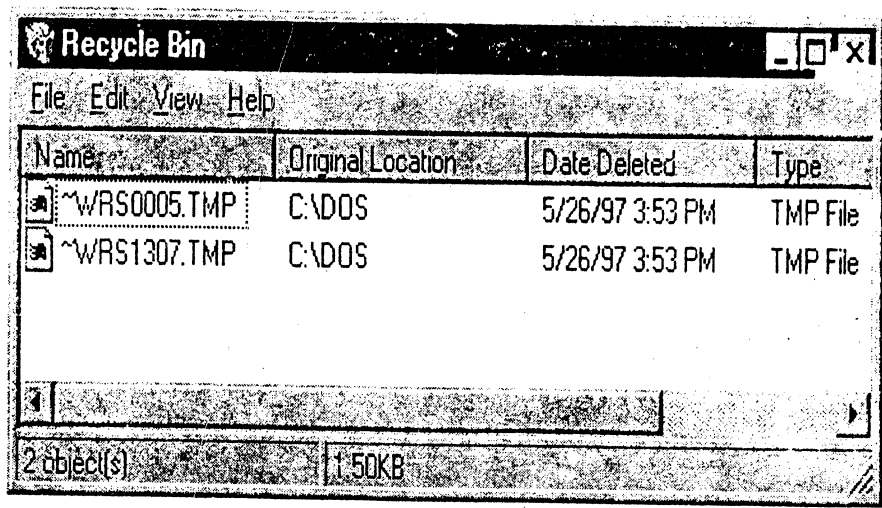 Recycle Bin
File Edit View Help
Name Original Location Date Deleted Type
~WRS0005.TMP C:\DOS 5/26/97 3:53 PM TMP File
~WRS1307.TMP C:\DOS 5/26/97 3:53 PM TMP File
2 object(s) 1.50KB